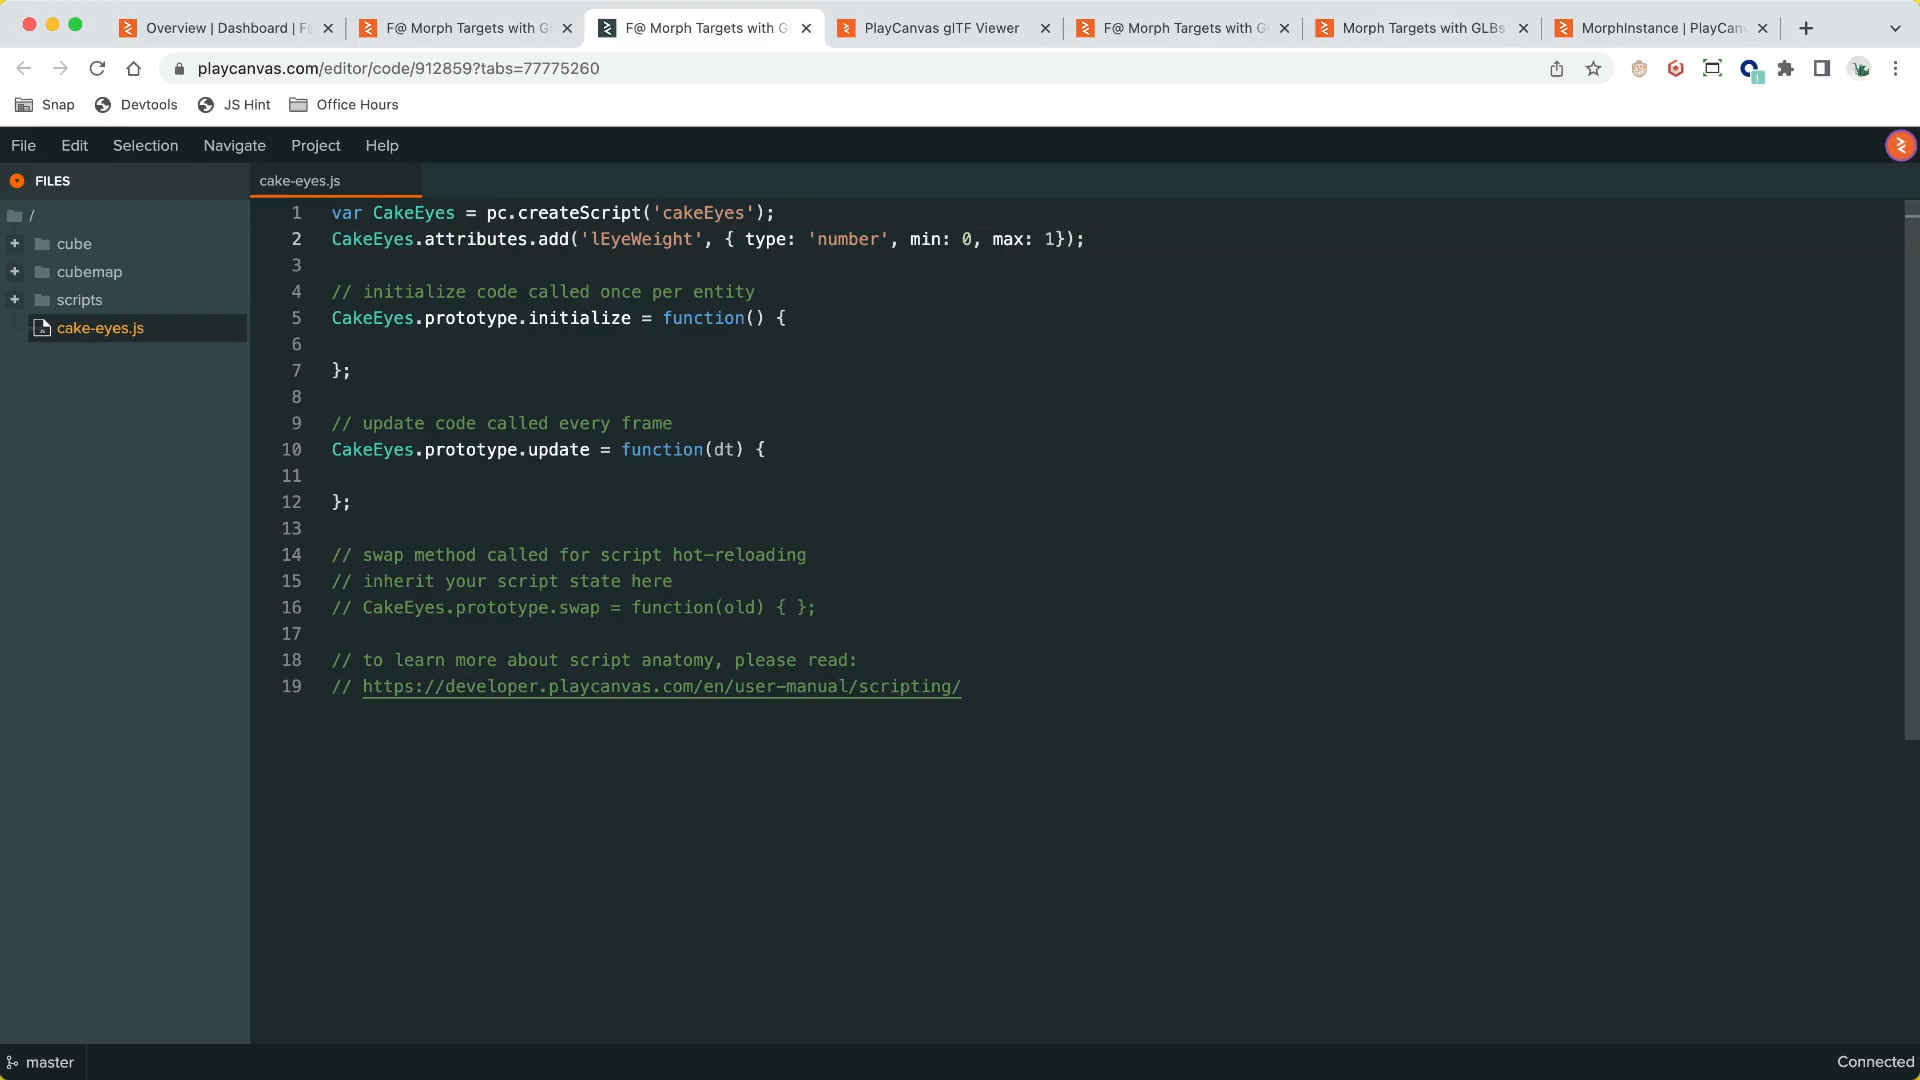 Overview | Dashboard | F@
F@ Morph Targets with GL
F@ Morph Targets with GL
PlayCanvas glTF Viewer
F@ Morph Targets with GL
Morph Targets with GLBs
MorphInstance | PlayCanv
playcanvas.com/editor/code/912859?tabs=77775260
Snap
Devtools
JS Hint
Office Hours
File
Edit
Selection
Navigate
Project
Help
FILES
cake-eyes.js
/
cube
cubemap
scripts
cake-eyes.js
1 var CakeEyes = pc.createScript('cakeEyes');
2 CakeEyes.attributes.add('lEyeWeight', { type: 'number', min: 0, max: 1});
3
4 // initialize code called once per entity
5 CakeEyes.prototype.initialize = function() {
6
7 };
8
9 // update code called every frame
10 CakeEyes.prototype.update = function(dt) {
11
12 };
13
14 // swap method called for script hot-reloading
15 // inherit your script state here
16 // CakeEyes.prototype.swap = function(old) { };
17
18 // to learn more about script anatomy, please read:
19 // https://developer.playcanvas.com/en/user-manual/scripting/
master
Connected